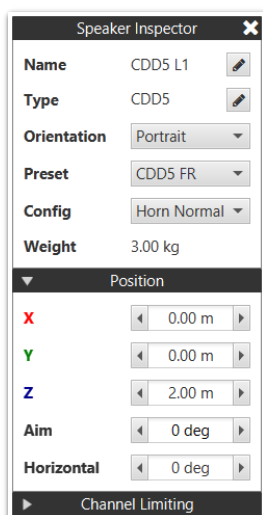 Speaker Inspector
Name CDD5 L1
Type CDD5
Orientation Portrait
Preset CDD5 FR
Config Horn Normal
Weight 3.00 kg
Position
X 0.00 m
Y 0.00 m
Z 2.00 m
Aim 0 deg
Horizontal 0 deg
Channel Limiting